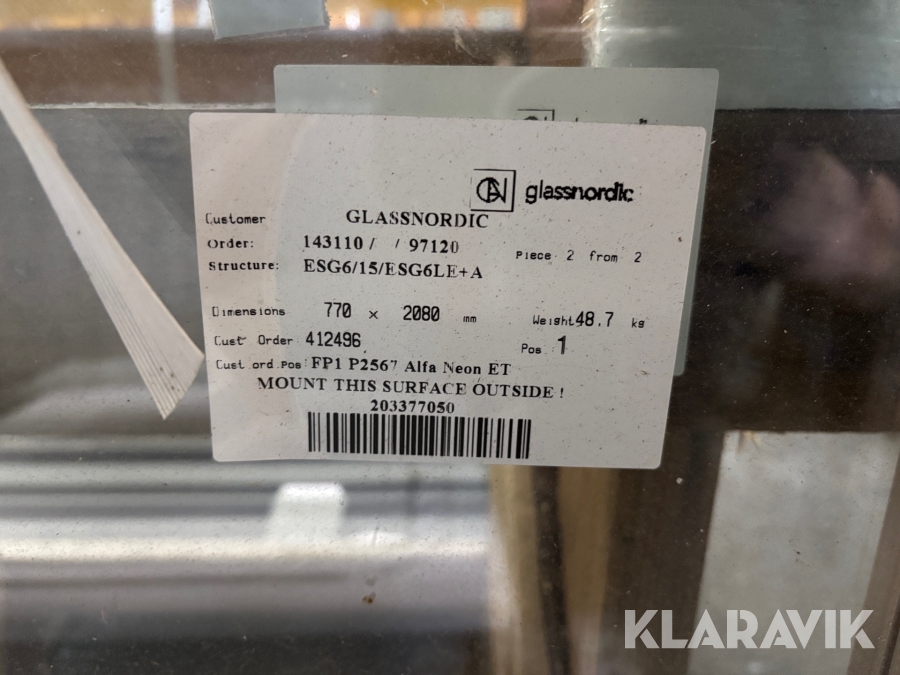 glassnordic
Customer GLASSNORDIC
Order: 143110 / / 97120
Piece 2 from 2
Structure: ESG6/15/ESG6LE+A
Dimensions 770 x 2080 mm
Weight 48.7 kg
Cust Order 412496
Pos 1
Cust ord.Pos: FP1 P2567 Alfa Neon ET
MOUNT THIS SURFACE OUTSIDE !
203377050
KLARAVIK